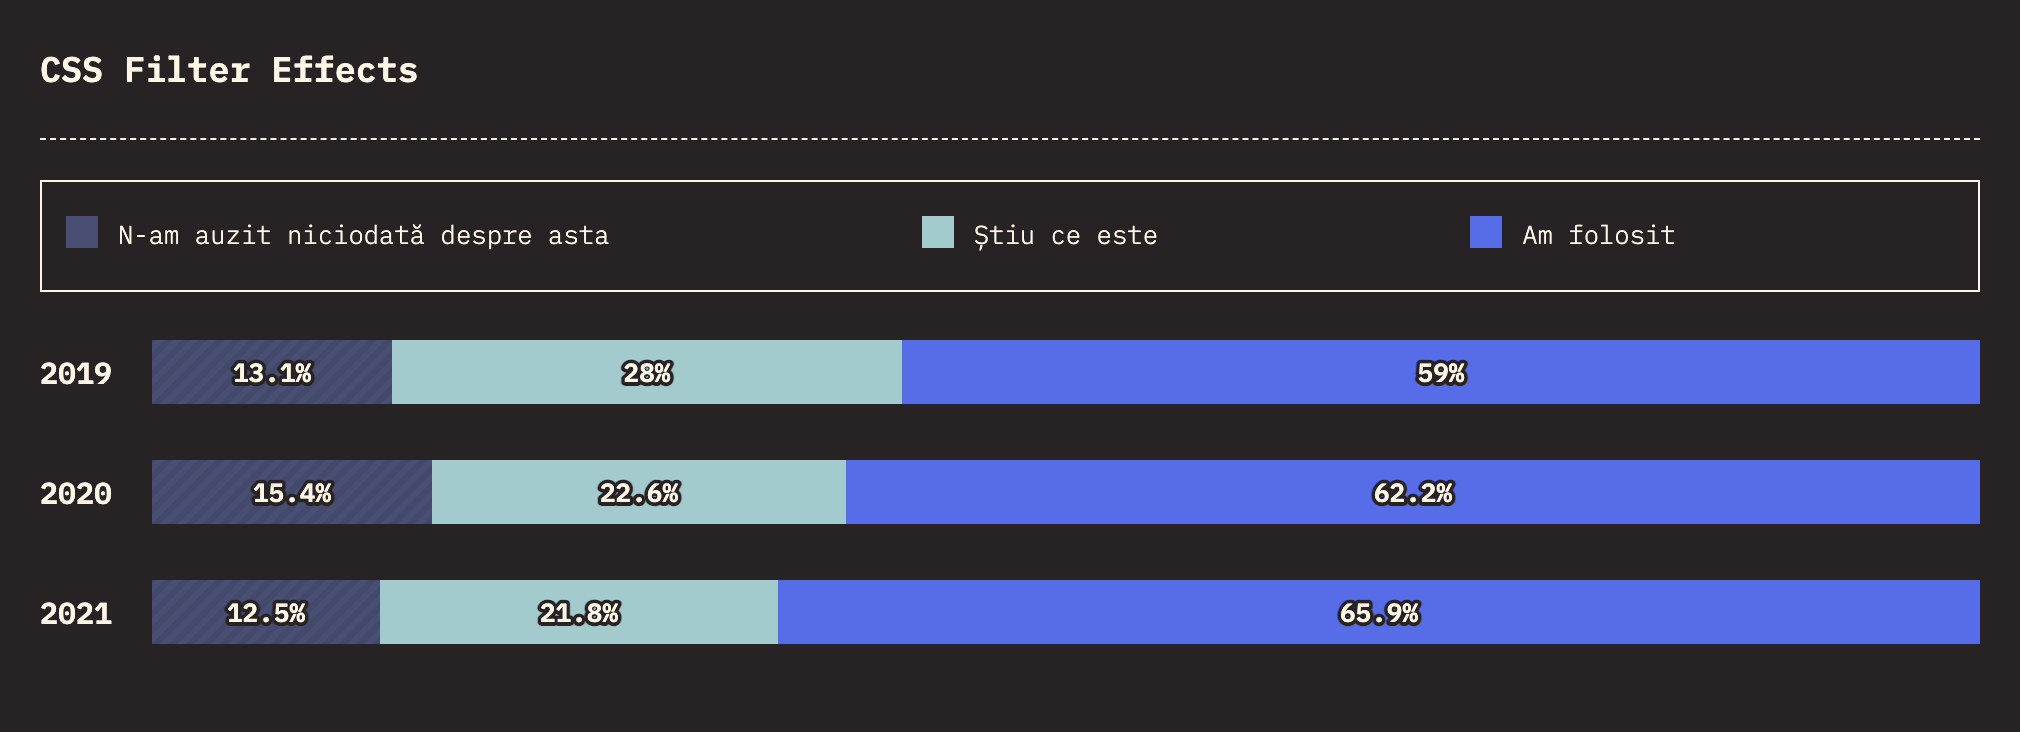 CSS Filter Effects
N-am auzit niciodată despre asta Știu ce este Am folosit
2019 13.1% 28% 59%
2020 15.4% 22.6% 62.2%
2021 12.5% 21.8% 65.9%